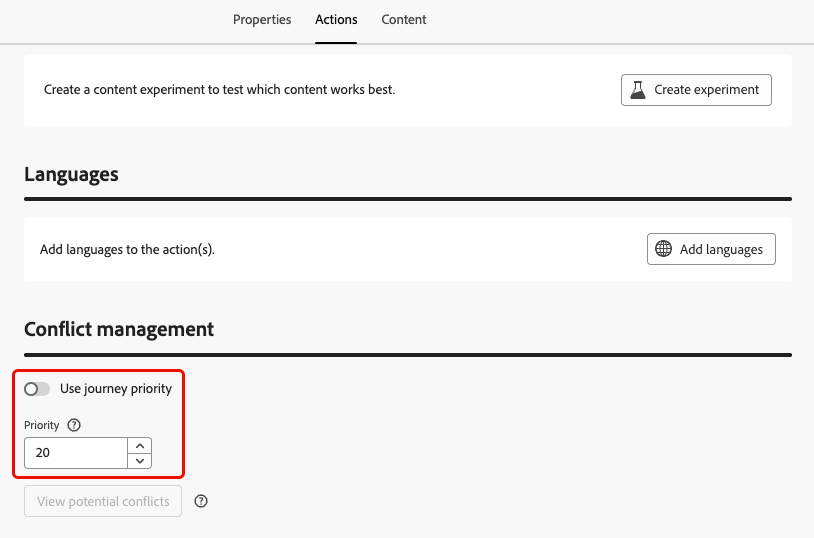 Properties Actions Content
Create a content experiment to test which content works best. Create experiment
Languages
Add languages to the action(s). Add languages
Conflict management
Use journey priority
Priority ?
20
View potential conflicts ?